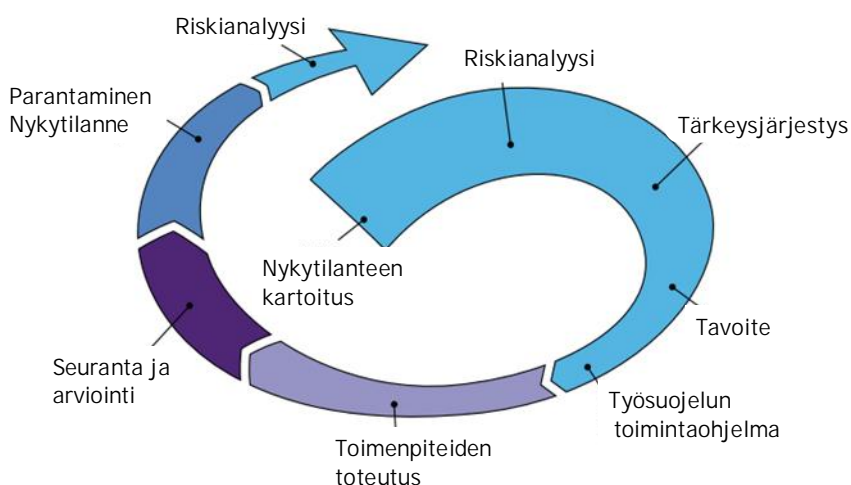 Riskianalyysi
Riskianalyysi
Parantaminen
Nykytilanne
Tärkeysjärjestys
Nykytilanteen
kartoitus
Tavoite
Seuranta ja
arviointi
Työsuojelun
toimintaohjelma
Toimenpiteiden
toteutus